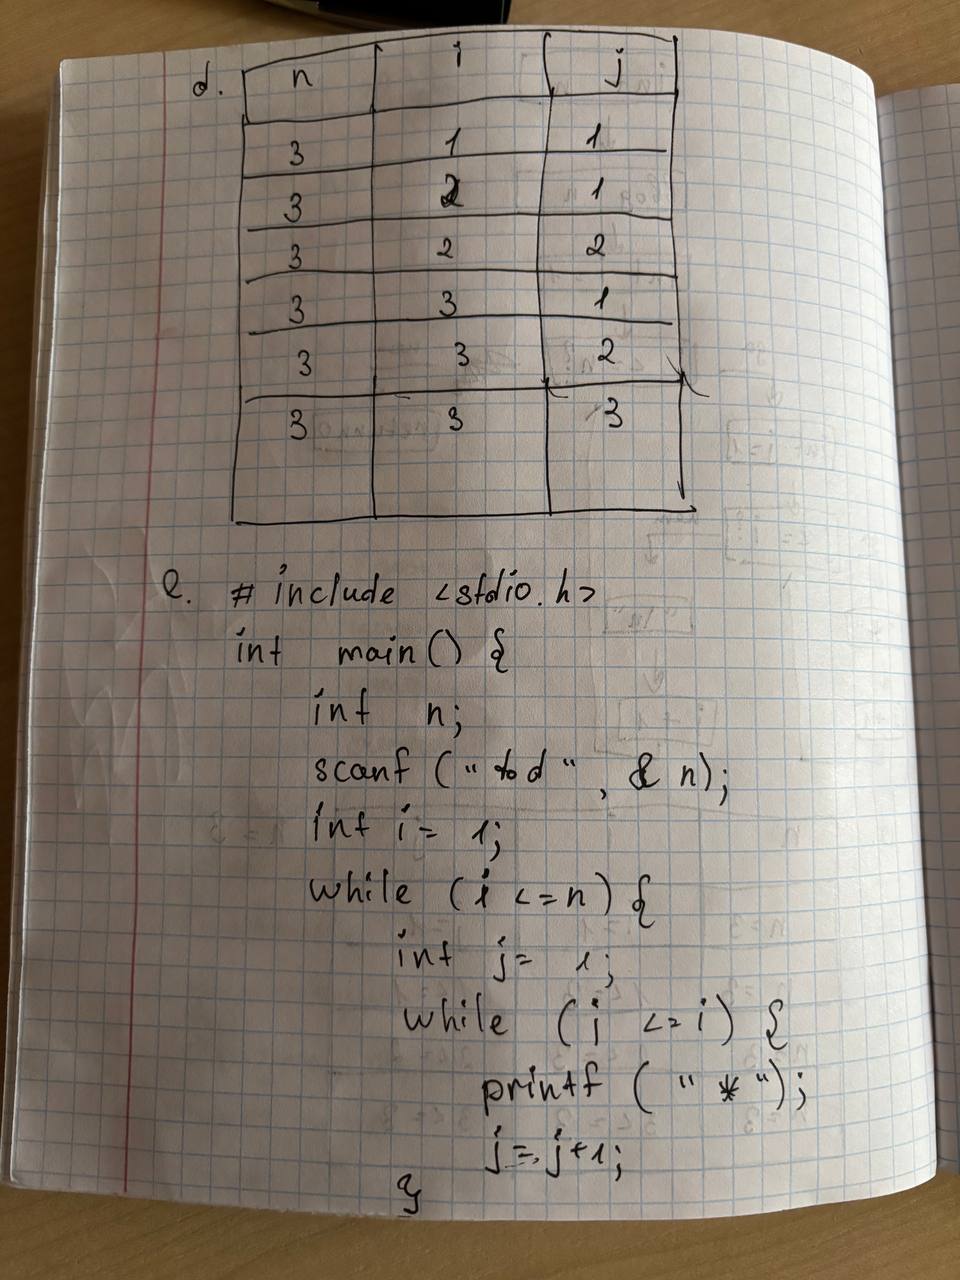 d. n i j
3 1 1
3 2 1
3 2 2
3 3 1
3 3 2
3 3 3
e. # include <stdio.h>
int main() {
int n;
scanf ("%d", & n);
int i = 1;
while (i <= n) {
int j = 1;
while (j <= i) {
printf ("*");
j = j+1;
}